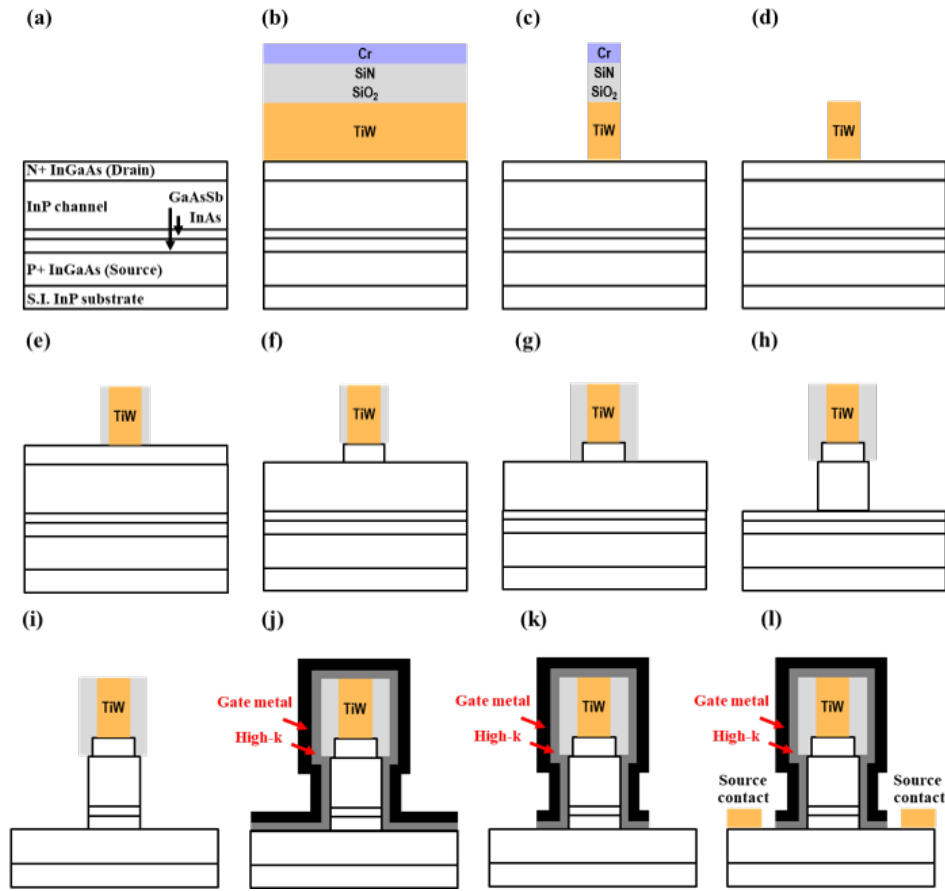 (a)
(b)
(c)
(d)
Cr
SiN
SiO₂
TiW
Cr
SiN
SiO₂
TiW
TiW
N+ InGaAs (Drain)
GaAsSb
InP channel
InAs
P+ InGaAs (Source)
S.I. InP substrate
(e)
(f)
(g)
(h)
TiW
TiW
TiW
TiW
(i)
(j)
(k)
(l)
TiW
Gate metal
High-k
TiW
Gate metal
High-k
TiW
Gate metal
High-k
TiW
Source
contact
Source
contact